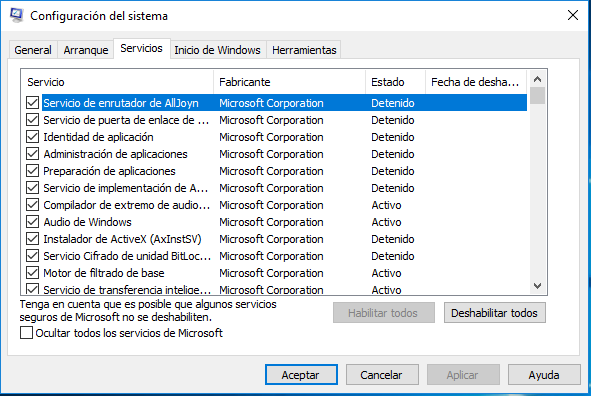 Configuración del sistema
General Arranque Servicios Inicio de Windows Herramientas
Servicio Fabricante Estado Fecha de desha...
Servicio de enrutador de AllJoyn Microsoft Corporation Detenido
Servicio de puerta de enlace de ... Microsoft Corporation Detenido
Identidad de aplicación Microsoft Corporation Detenido
Administración de aplicaciones Microsoft Corporation Detenido
Preparación de aplicaciones Microsoft Corporation Detenido
Servicio de implementación de A... Microsoft Corporation Detenido
Compilador de extremo de audio... Microsoft Corporation Activo
Audio de Windows Microsoft Corporation Activo
Instalador de ActiveX (AxInstSV) Microsoft Corporation Detenido
Servicio Cifrado de unidad BitLoc... Microsoft Corporation Detenido
Motor de filtrado de base Microsoft Corporation Activo
Servicio de transferencia intelige... Microsoft Corporation Activo
Tenga en cuenta que es posible que algunos servicios
seguros de Microsoft no se deshabiliten.
Habilitar todos Deshabilitar todos
Ocultar todos los servicios de Microsoft
Aceptar Cancelar Aplicar Ayuda